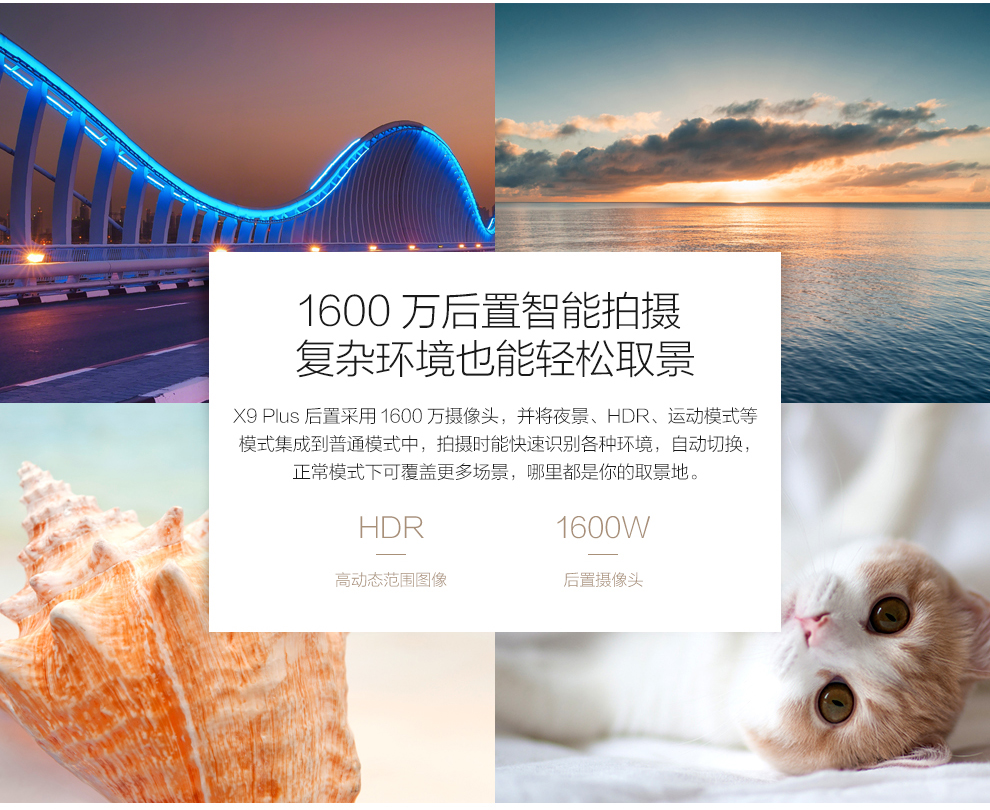 1600 万后置智能拍摄
复杂环境也能轻松取景
X9 Plus 后置采用 1600 万摄像头，并将夜景、HDR、运动模式等
模式集成到普通模式中，拍摄时能快速识别各种环境，自动切换，
正常模式下可覆盖更多场景，哪里都是你的取景地。
HDR
1600W
高动态范围图像
后置摄像头